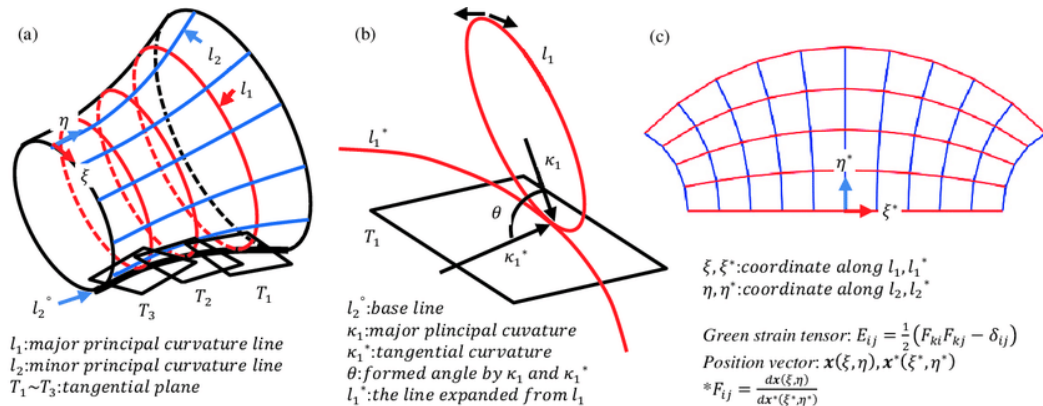 (a)
l₂
l₁
η
ξ
l₂°
T₃
T₂
T₁
l₁:major principal curvature line
l₂:minor principal curvature line
T₁~T₃:tangential plane
(b)
l₁
l₁*
κ₁
θ
T₁
κ₁*
l₂°:base line
κ₁:major plincipal cuvature
κ₁*:tangential curvature
θ:formed angle by κ₁ and κ₁*
l₁*:the line expanded from l₁
(c)
η*
ξ*
ξ, ξ*:coordinate along l₁, l₁*
η, η*:coordinate along l₂, l₂*
Green strain tensor: Eᵢⱼ = 1/2 (FₖᵢFₖⱼ − δᵢⱼ)
Position vector: x(ξ, η), x*(ξ*, η*)
*Fᵢⱼ = dx(ξ,η)/dx*(ξ*,η*)